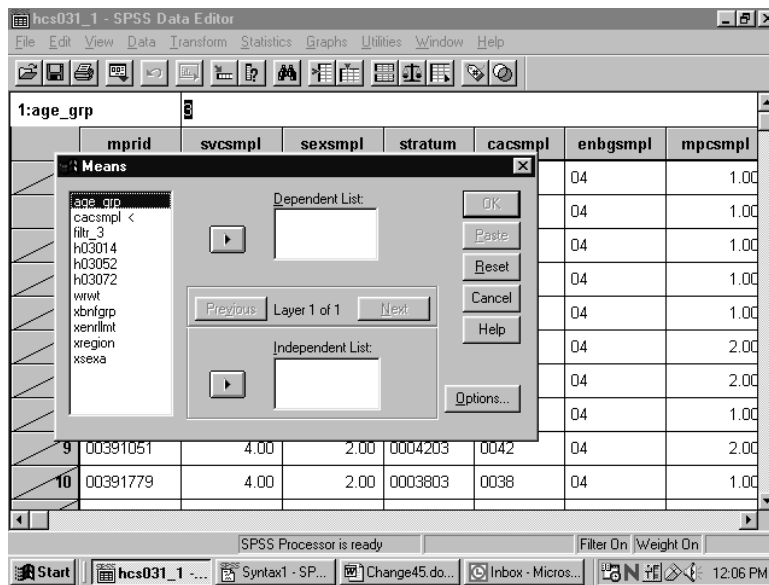 hcs031_1 - SPSS Data Editor
File Edit View Data Transform Statistics Graphs Utilities Window Help
1:age_grp 3
mprid svcsmpl sexsmpl stratum cacsmpl enbgsmpl mpcsmpl
Means
age_grp
cacsmpl <
filtr_3
h03014
h03052
h03072
wrwt
xbnfgrp
xenrllmt
xregion
xsexa
Dependent List:
Previous Layer 1 of 1 Next
Independent List:
OK
Paste
Reset
Cancel
Help
Options...
04 1.00
04 1.00
04 1.00
04 1.00
04 1.00
04 2.00
04 2.00
04 1.00
9 00391051 4.00 2.00 0004203 0042 04 2.00
10 00391779 4.00 2.00 0003803 0038 04 1.00
SPSS Processor is ready Filter On Weight On
Start hcs031_1 -... Syntax1 - SP... Change45.do... Inbox - Micros... 12:06 PM